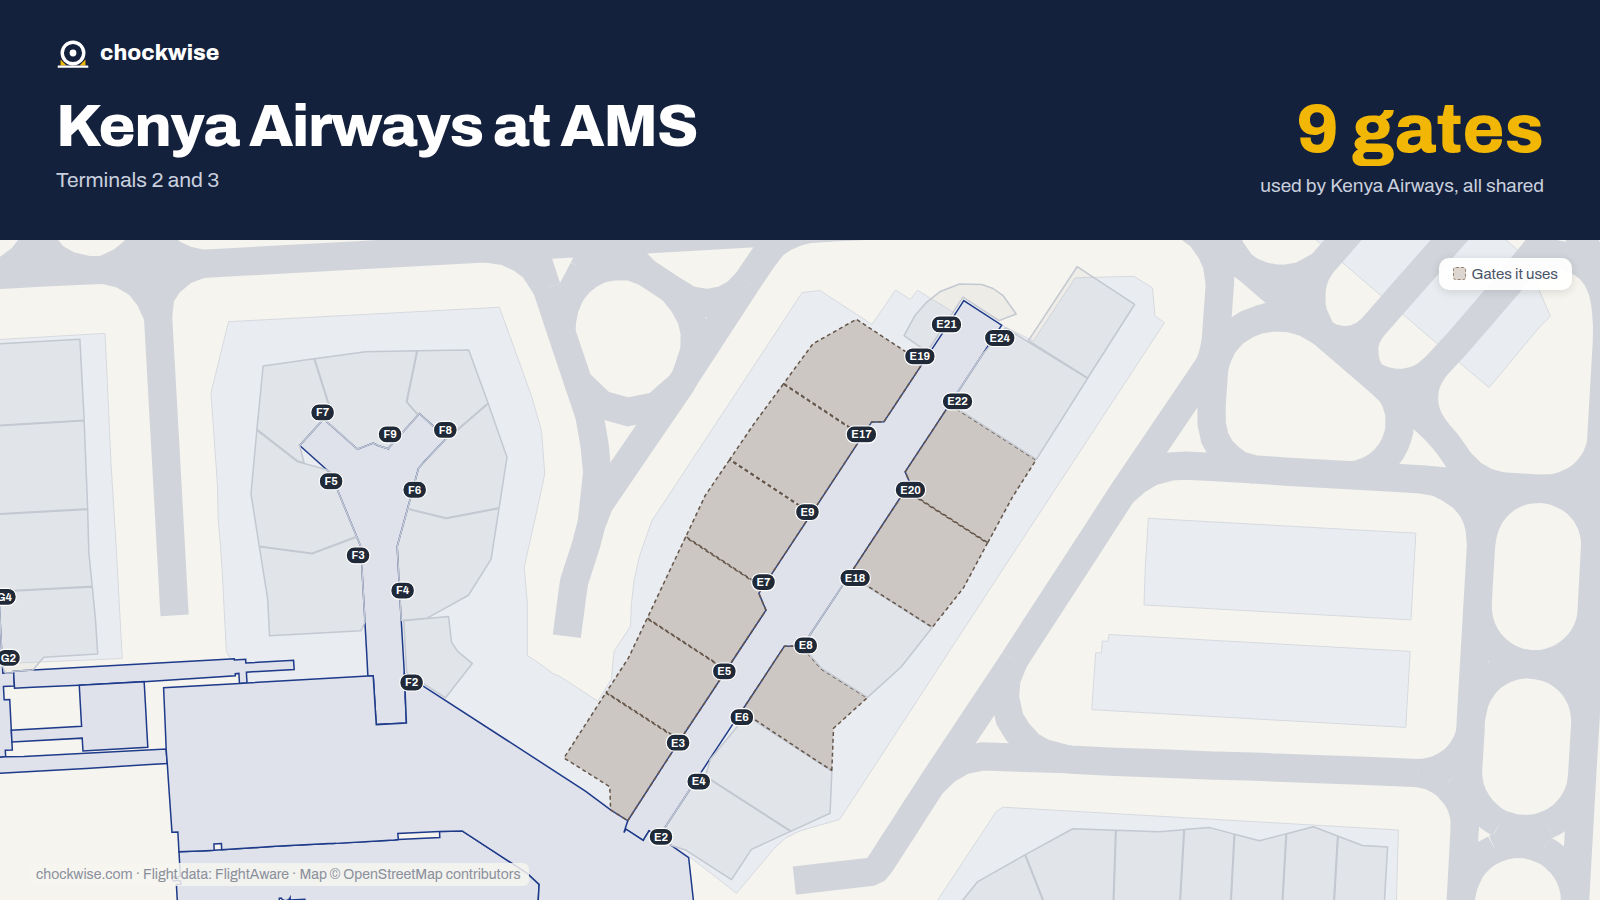 chockwise
Kenya Airways at AMS
Terminals 2 and 3
9 gates
used by Kenya Airways, all shared
Gates it uses
E21
E24
E19
E22
F7
F9
F8
E17
F5
F6
E20
E9
F3
E7
E18
F4
G4
E8
G2
E5
F2
E6
E3
E4
E2
chockwise.com · Flight data: FlightAware · Map © OpenStreetMap contributors